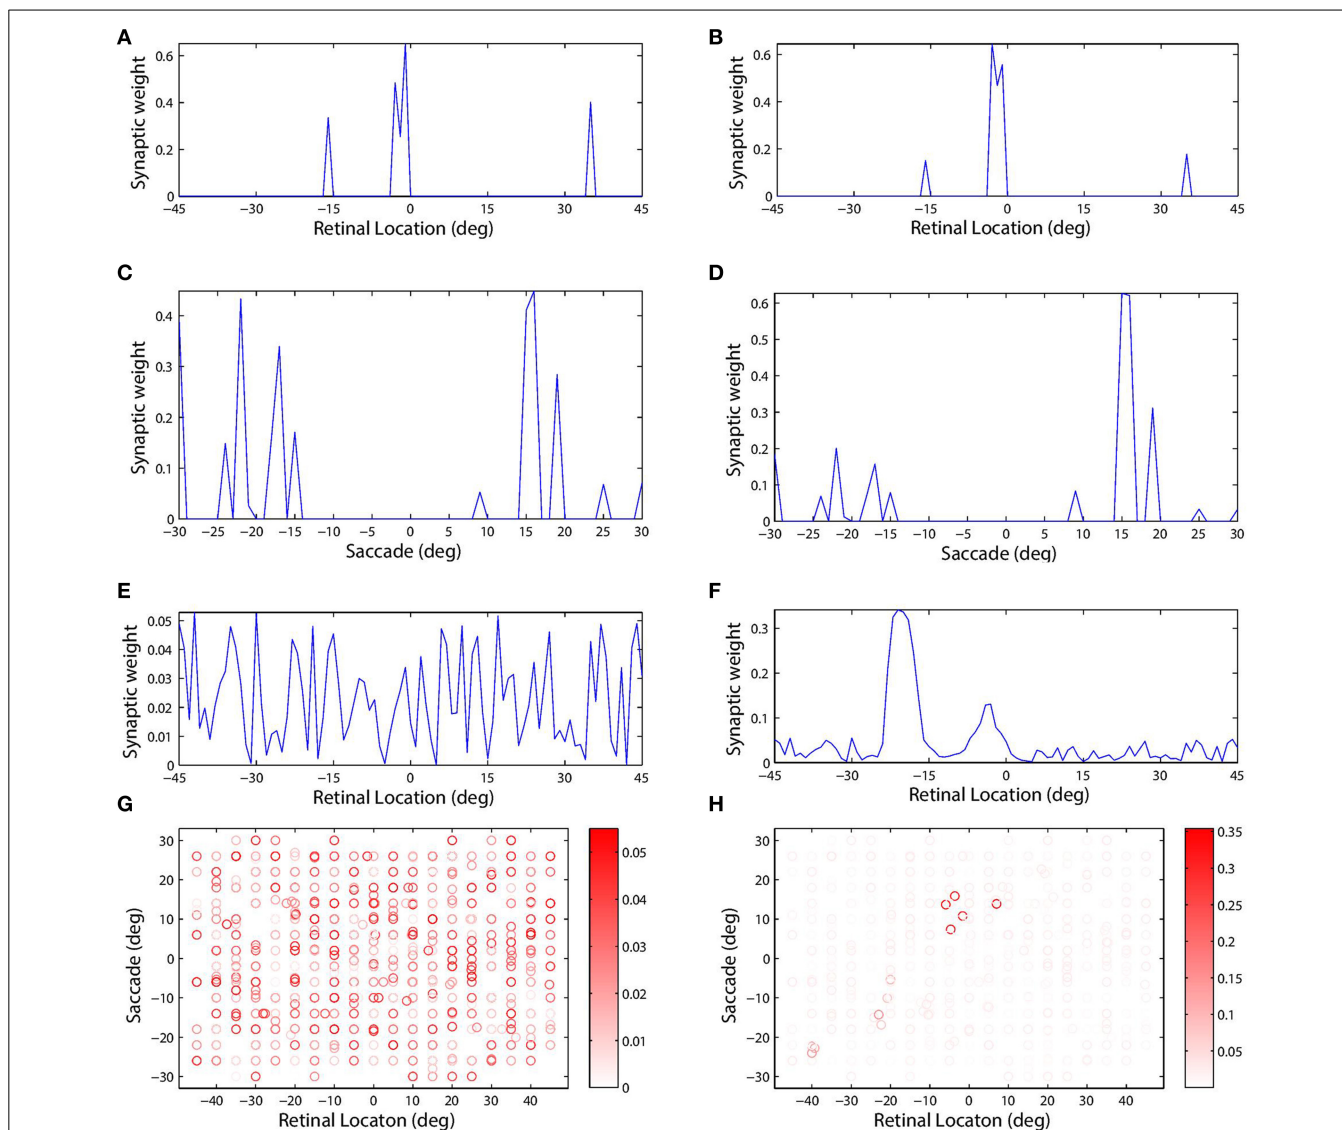 A
B
Synaptic weight
0.6
0.4
0.2
0
−45 −30 −15 0 15 30 45
Retinal Location (deg)
Synaptic weight
0.6
0.4
0.2
0
−45 −30 −15 0 15 30 45
Retinal Location (deg)
C
D
Synaptic weight
0.4
0.3
0.2
0.1
0
−30 −25 −20 −15 −10 −5 0 5 10 15 20 25 30
Saccade (deg)
Synaptic weight
0.6
0.5
0.4
0.3
0.2
0.1
0
−30 −25 −20 −15 −10 −5 0 5 10 15 20 25 30
Saccade (deg)
E
F
Synaptic weight
0.05
0.04
0.03
0.02
0.01
0
−45 −30 −15 0 15 30 45
Retinal Location (deg)
Synaptic weight
0.3
0.2
0.1
0
−45 −30 −15 0 15 30 45
Retinal Location (deg)
G
H
Saccade (deg)
30
20
10
0
−10
−20
−30
−40 −30 −20 −10 0 10 20 30 40
Retinal Locaton (deg)
0.05
0.04
0.03
0.02
0.01
0
Saccade (deg)
30
20
10
0
−10
−20
−30
−40 −30 −20 −10 0 10 20 30 40
Retinal Locaton (deg)
0.35
0.30
0.25
0.20
0.15
0.10
0.05